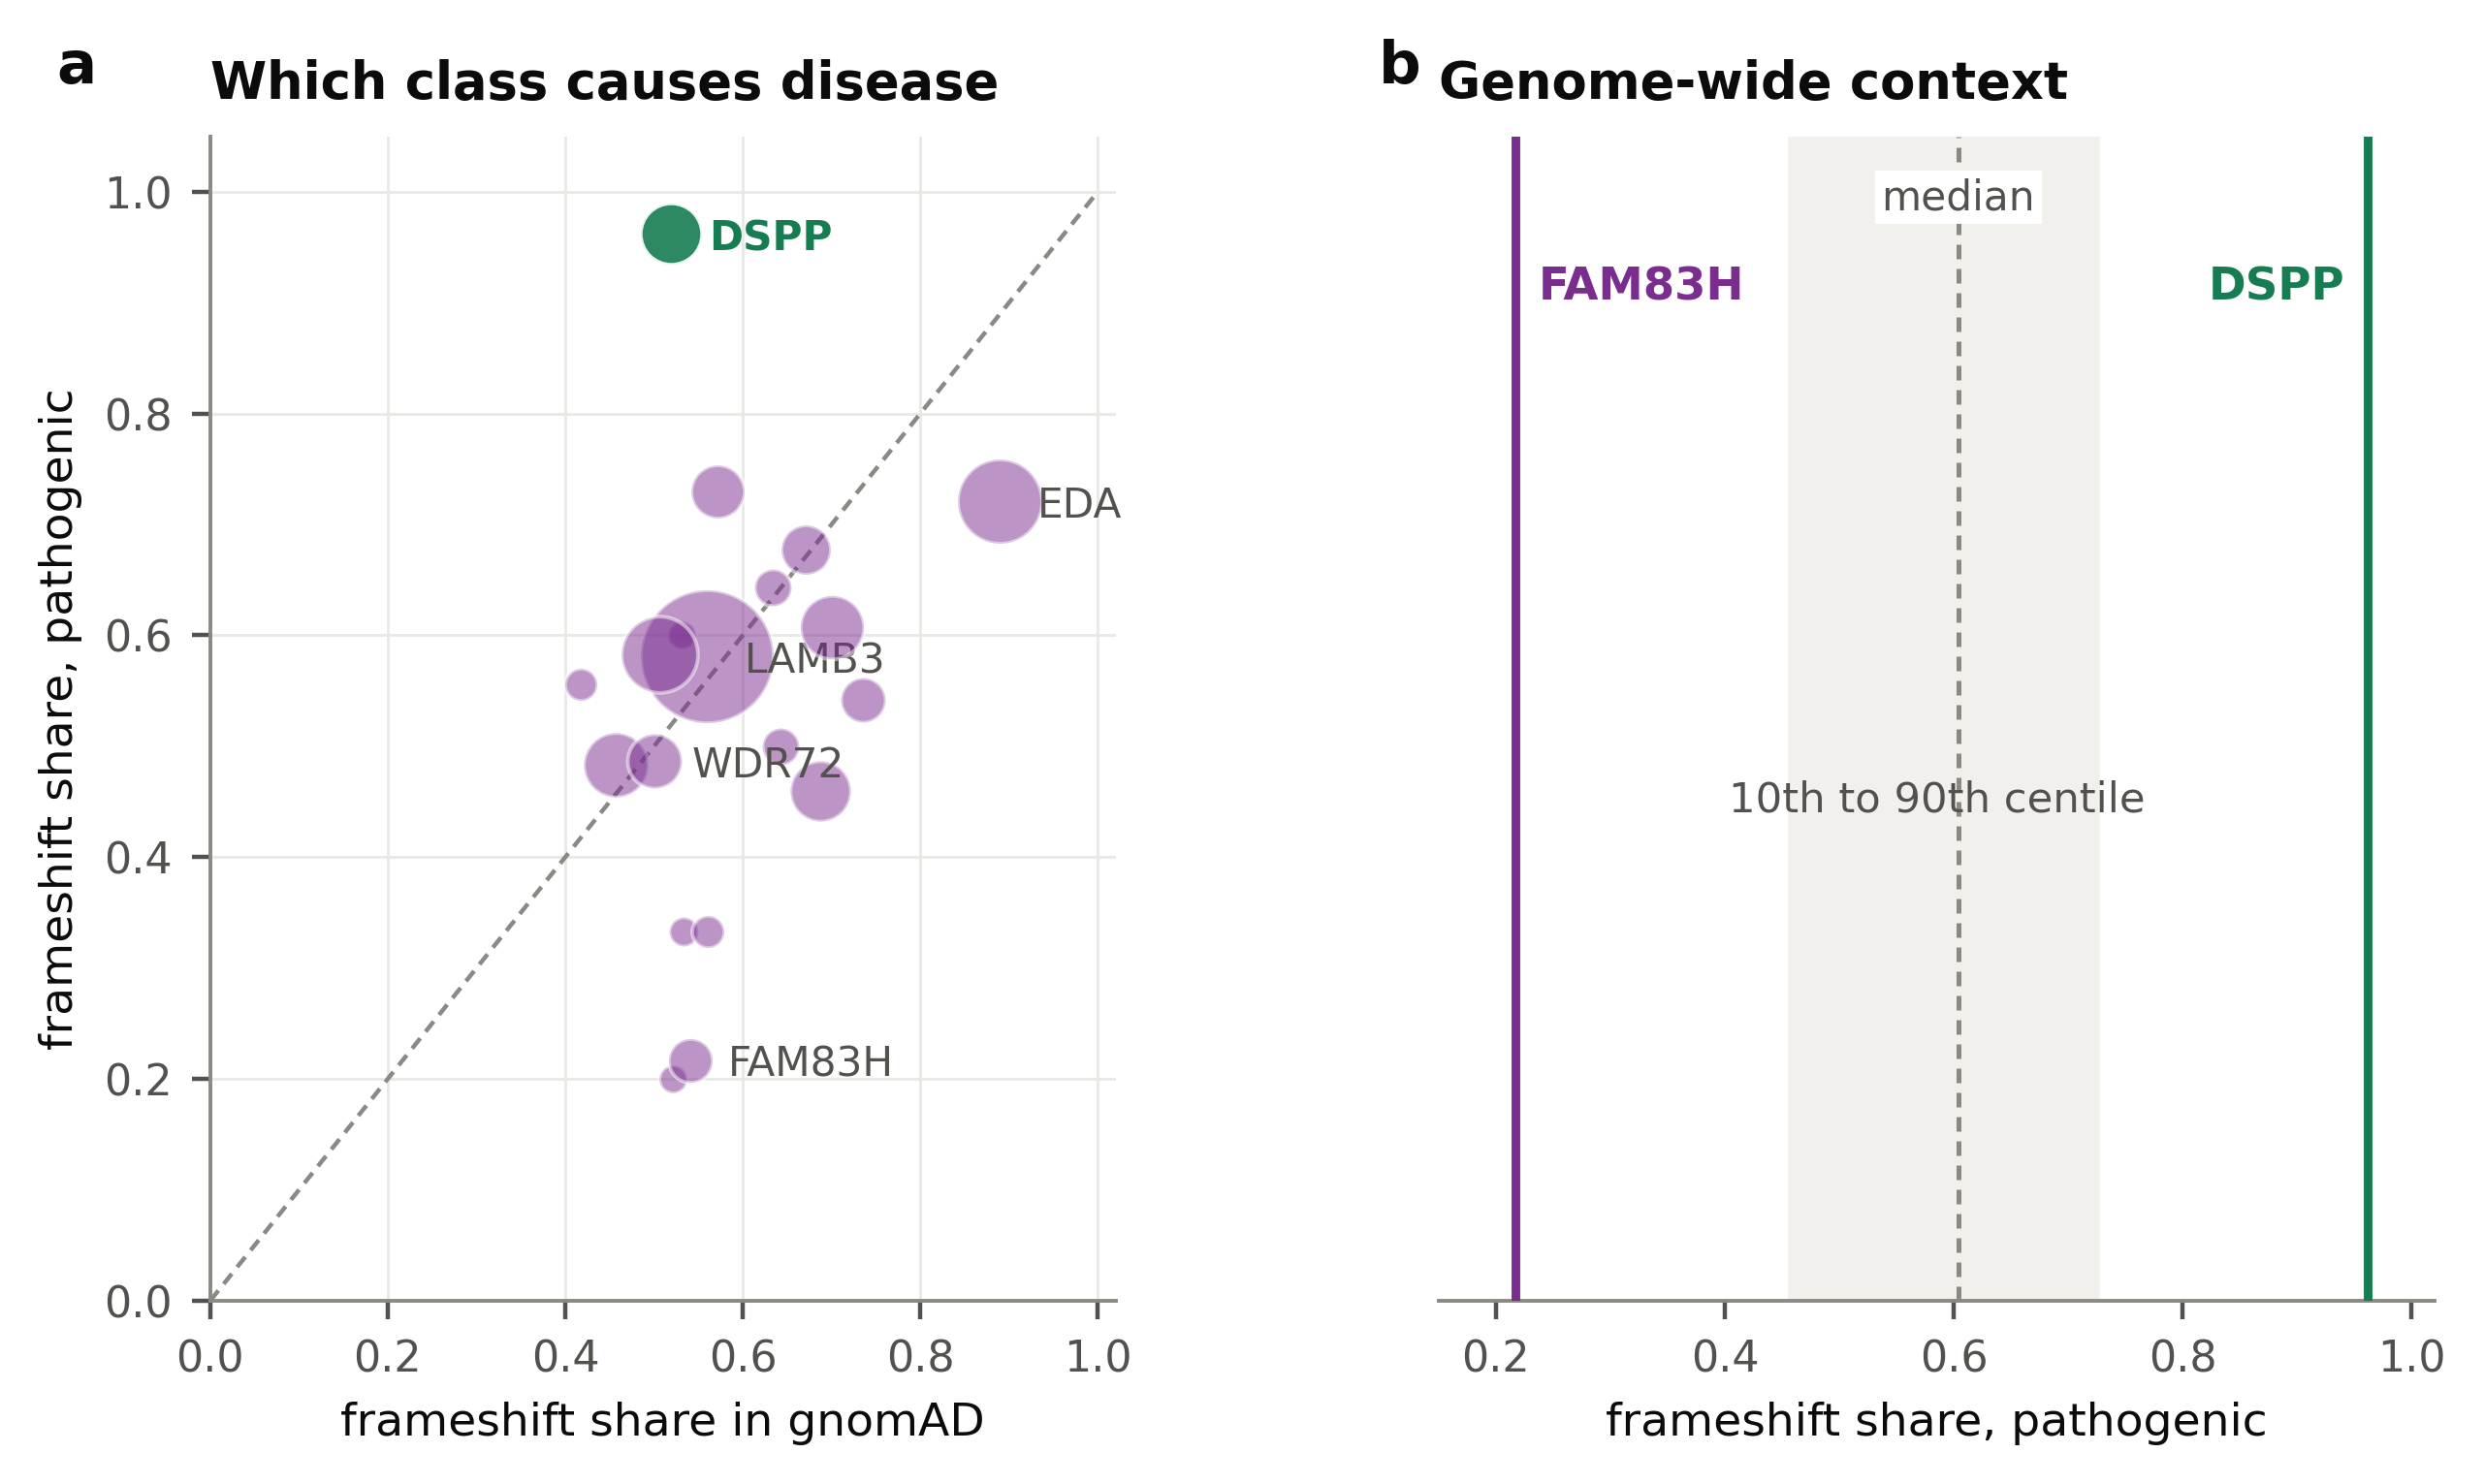 a
Which class causes disease
frameshift share, pathogenic
1.0
0.8
0.6
0.4
0.2
0.0
DSPP
EDA
LAMB3
WDR72
FAM83H
0.0 0.2 0.4 0.6 0.8 1.0
frameshift share in gnomAD
b
Genome-wide context
median
FAM83H
DSPP
10th to 90th centile
0.2 0.4 0.6 0.8 1.0
frameshift share, pathogenic